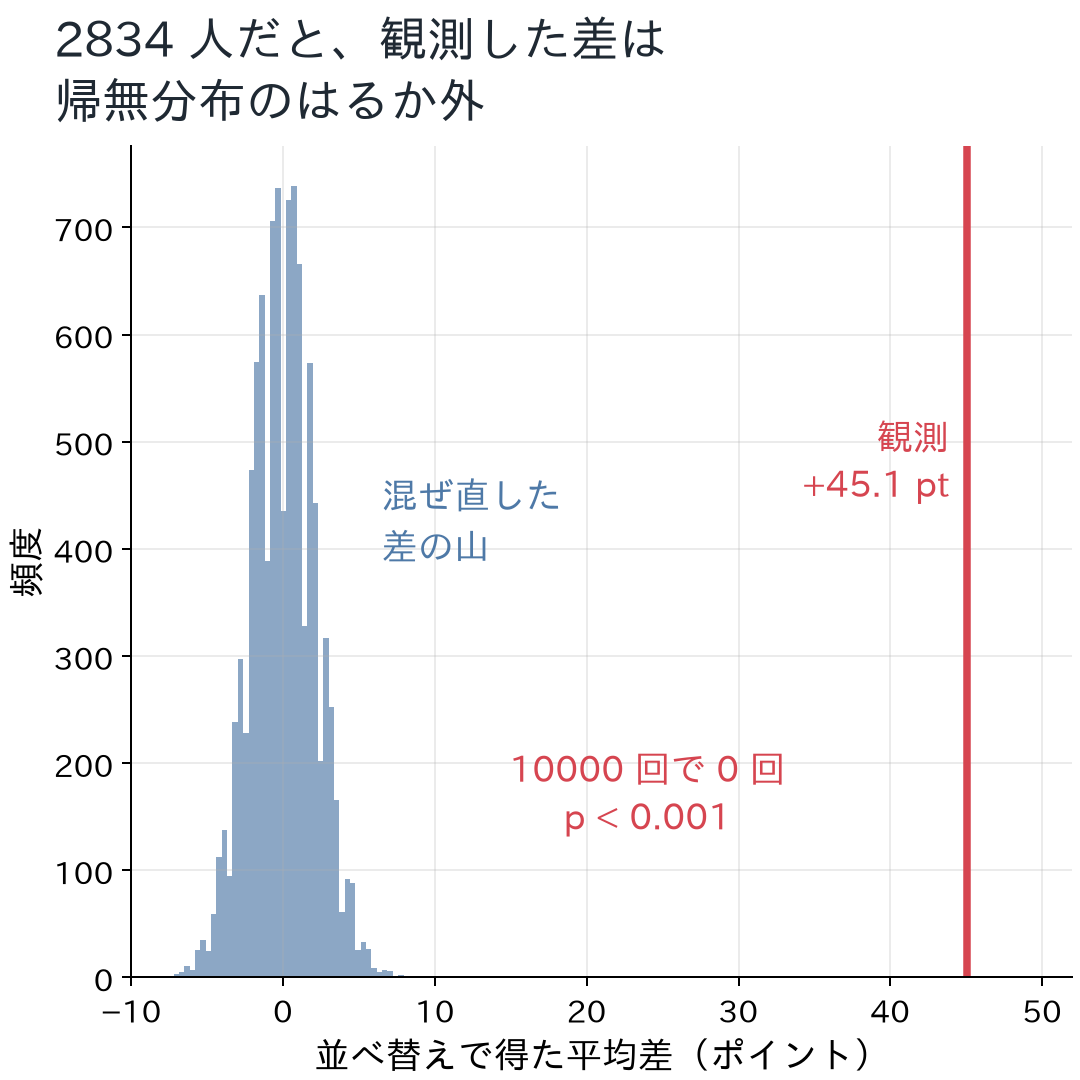 2834 人だと、観測した差は
帰無分布のはるか外
700
600
500
400
300
200
100
0
頻度
観測
+45.1 pt
混ぜ直した
差の山
10000 回で 0 回
p < 0.001
−10 0 10 20 30 40 50
並べ替えで得た平均差（ポイント）